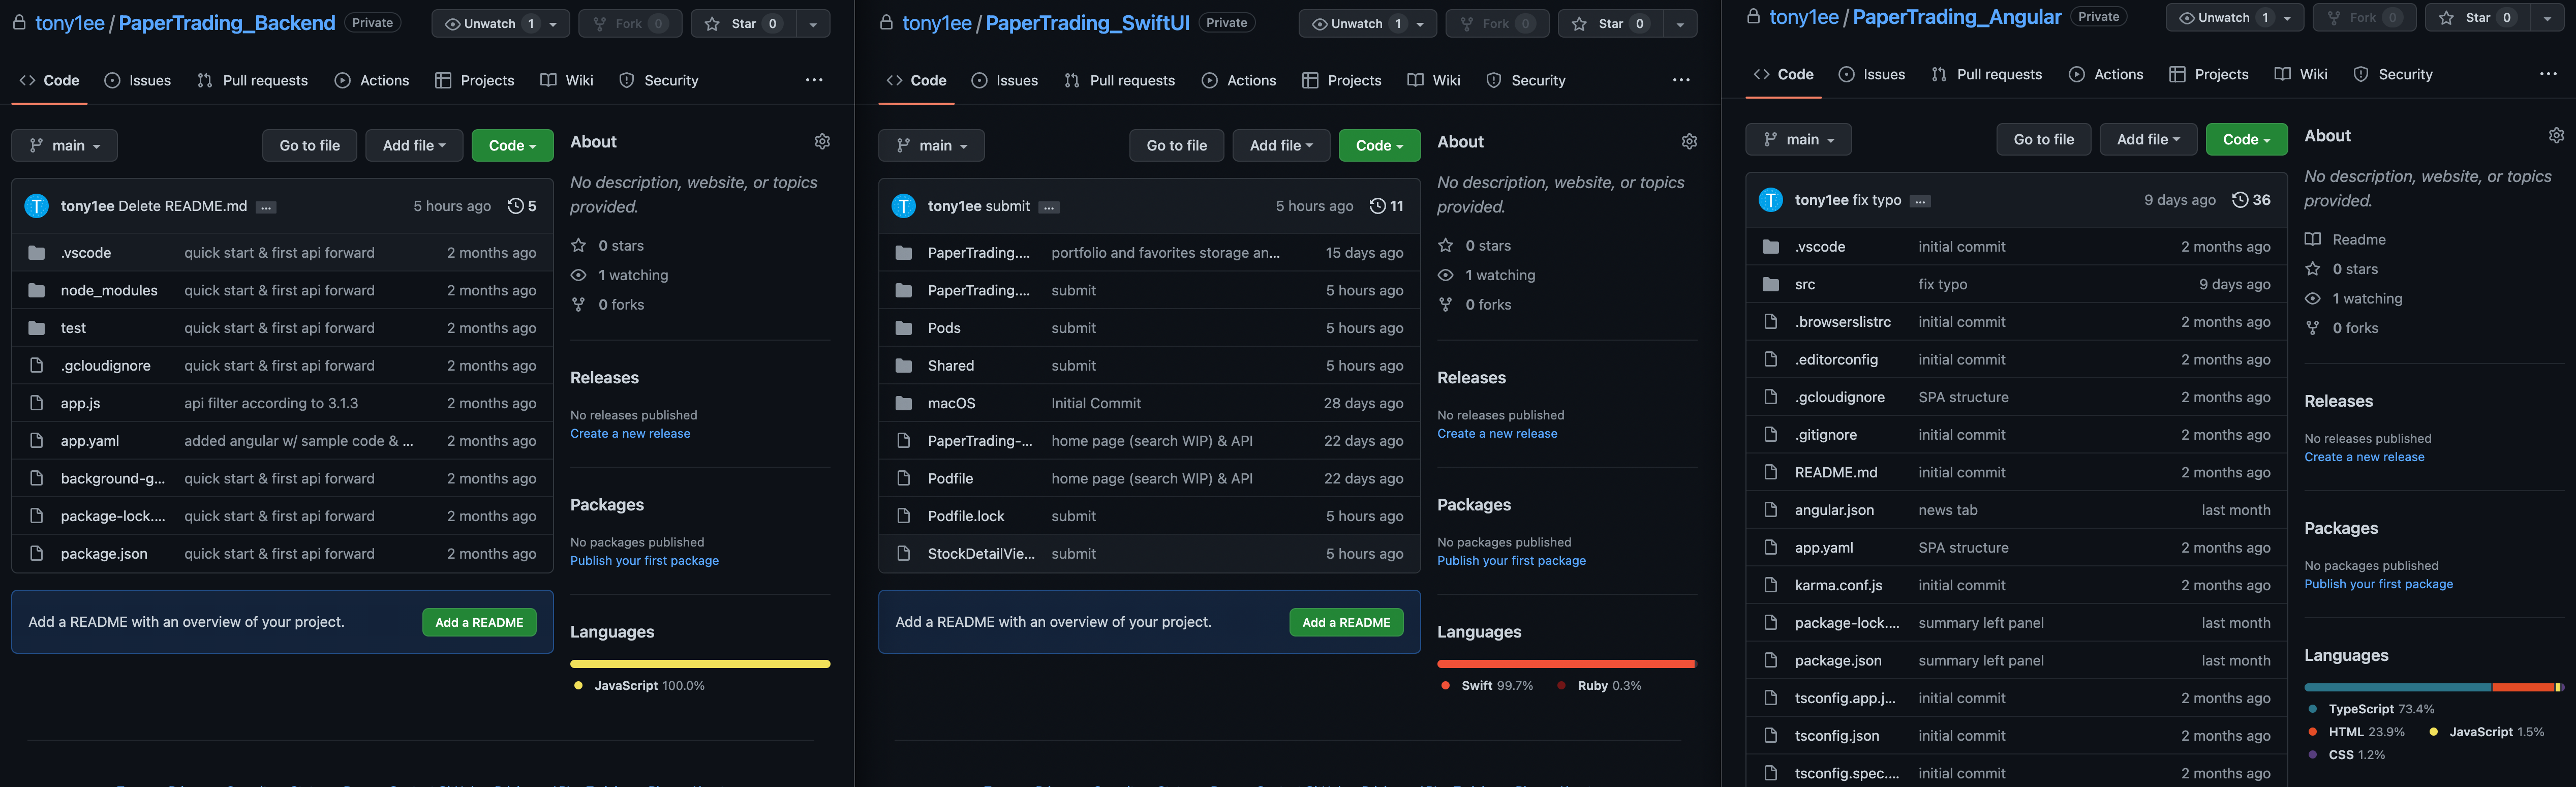 tony1ee / PaperTrading_Backend Private Unwatch 1 Fork 0 Star 0
Code Issues Pull requests Actions Projects Wiki Security ...
main Go to file Add file Code
tony1ee Delete README.md ... 5 hours ago 5
.vscode quick start & first api forward 2 months ago
node_modules quick start & first api forward 2 months ago
test quick start & first api forward 2 months ago
.gcloudignore quick start & first api forward 2 months ago
app.js api filter according to 3.1.3 2 months ago
app.yaml added angular w/ sample code & ... 2 months ago
background-g... quick start & first api forward 2 months ago
package-lock.... quick start & first api forward 2 months ago
package.json quick start & first api forward 2 months ago
Add a README with an overview of your project. Add a README
About
No description, website, or topics
provided.
0 stars
1 watching
0 forks
Releases
No releases published
Create a new release
Packages
No packages published
Publish your first package
Languages
JavaScript 100.0%
tony1ee / PaperTrading_SwiftUI Private Unwatch 1 Fork 0 Star 0
Code Issues Pull requests Actions Projects Wiki Security ...
main Go to file Add file Code
tony1ee submit ... 5 hours ago 11
PaperTrading.... portfolio and favorites storage an... 15 days ago
PaperTrading.... submit 5 hours ago
Pods submit 5 hours ago
Shared submit 5 hours ago
macOS Initial Commit 28 days ago
PaperTrading-... home page (search WIP) & API 22 days ago
Podfile home page (search WIP) & API 22 days ago
Podfile.lock submit 5 hours ago
StockDetailVie... submit 5 hours ago
Add a README with an overview of your project. Add a README
About
No description, website, or topics
provided.
0 stars
1 watching
0 forks
Releases
No releases published
Create a new release
Packages
No packages published
Publish your first package
Languages
Swift 99.7% Ruby 0.3%
tony1ee / PaperTrading_Angular Private Unwatch 1 Fork 0 Star 0
Code Issues Pull requests Actions Projects Wiki Security ...
main Go to file Add file Code
tony1ee fix typo ... 9 days ago 36
.vscode initial commit 2 months ago
src fix typo 9 days ago
.browserslistrc initial commit 2 months ago
.editorconfig initial commit 2 months ago
.gcloudignore SPA structure 2 months ago
.gitignore initial commit 2 months ago
README.md initial commit 2 months ago
angular.json news tab last month
app.yaml SPA structure 2 months ago
karma.conf.js initial commit 2 months ago
package-lock.... summary left panel last month
package.json summary left panel last month
tsconfig.app.j... initial commit 2 months ago
tsconfig.json initial commit 2 months ago
tsconfig.spec.... initial commit 2 months ago
About
No description, website, or topics
provided.
Readme
0 stars
1 watching
0 forks
Releases
No releases published
Create a new release
Packages
No packages published
Publish your first package
Languages
TypeScript 73.4%
HTML 23.9% JavaScript 1.5%
CSS 1.2%